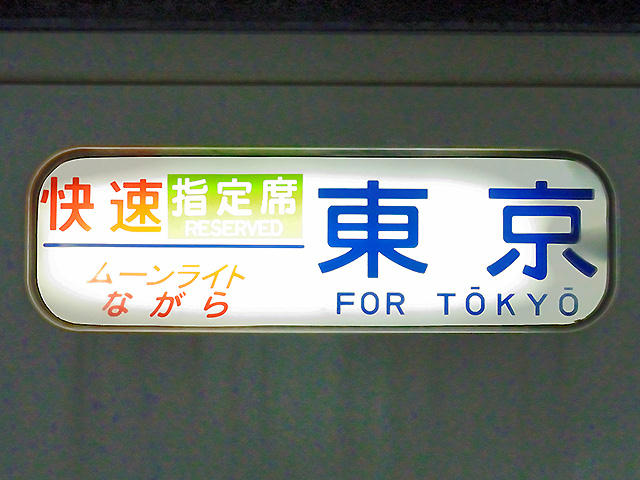 快速 指定席
RESERVED
ムーンライト
ながら
東京
FOR TŌKYŌ